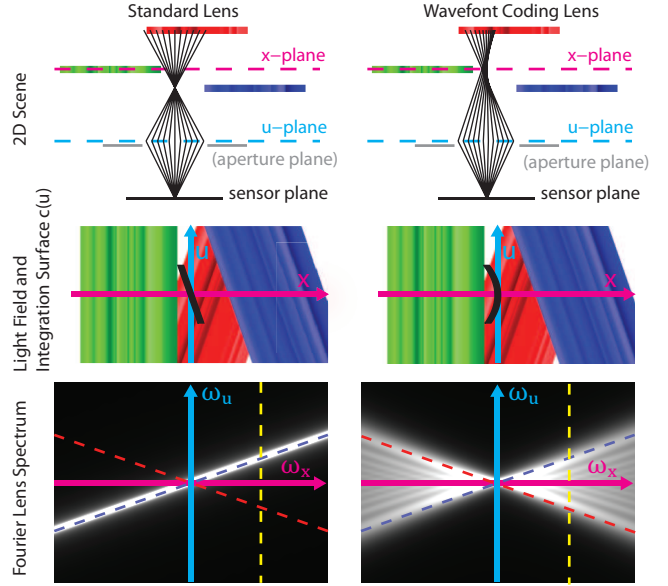 Standard Lens
Wavefont Coding Lens
2D Scene
x-plane
u-plane
(aperture plane)
sensor plane
x-plane
u-plane
(aperture plane)
sensor plane
Light Field and
Integration Surface c(u)
u
x
u
x
Fourier Lens Spectrum
ωu
ωx
ωu
ωx